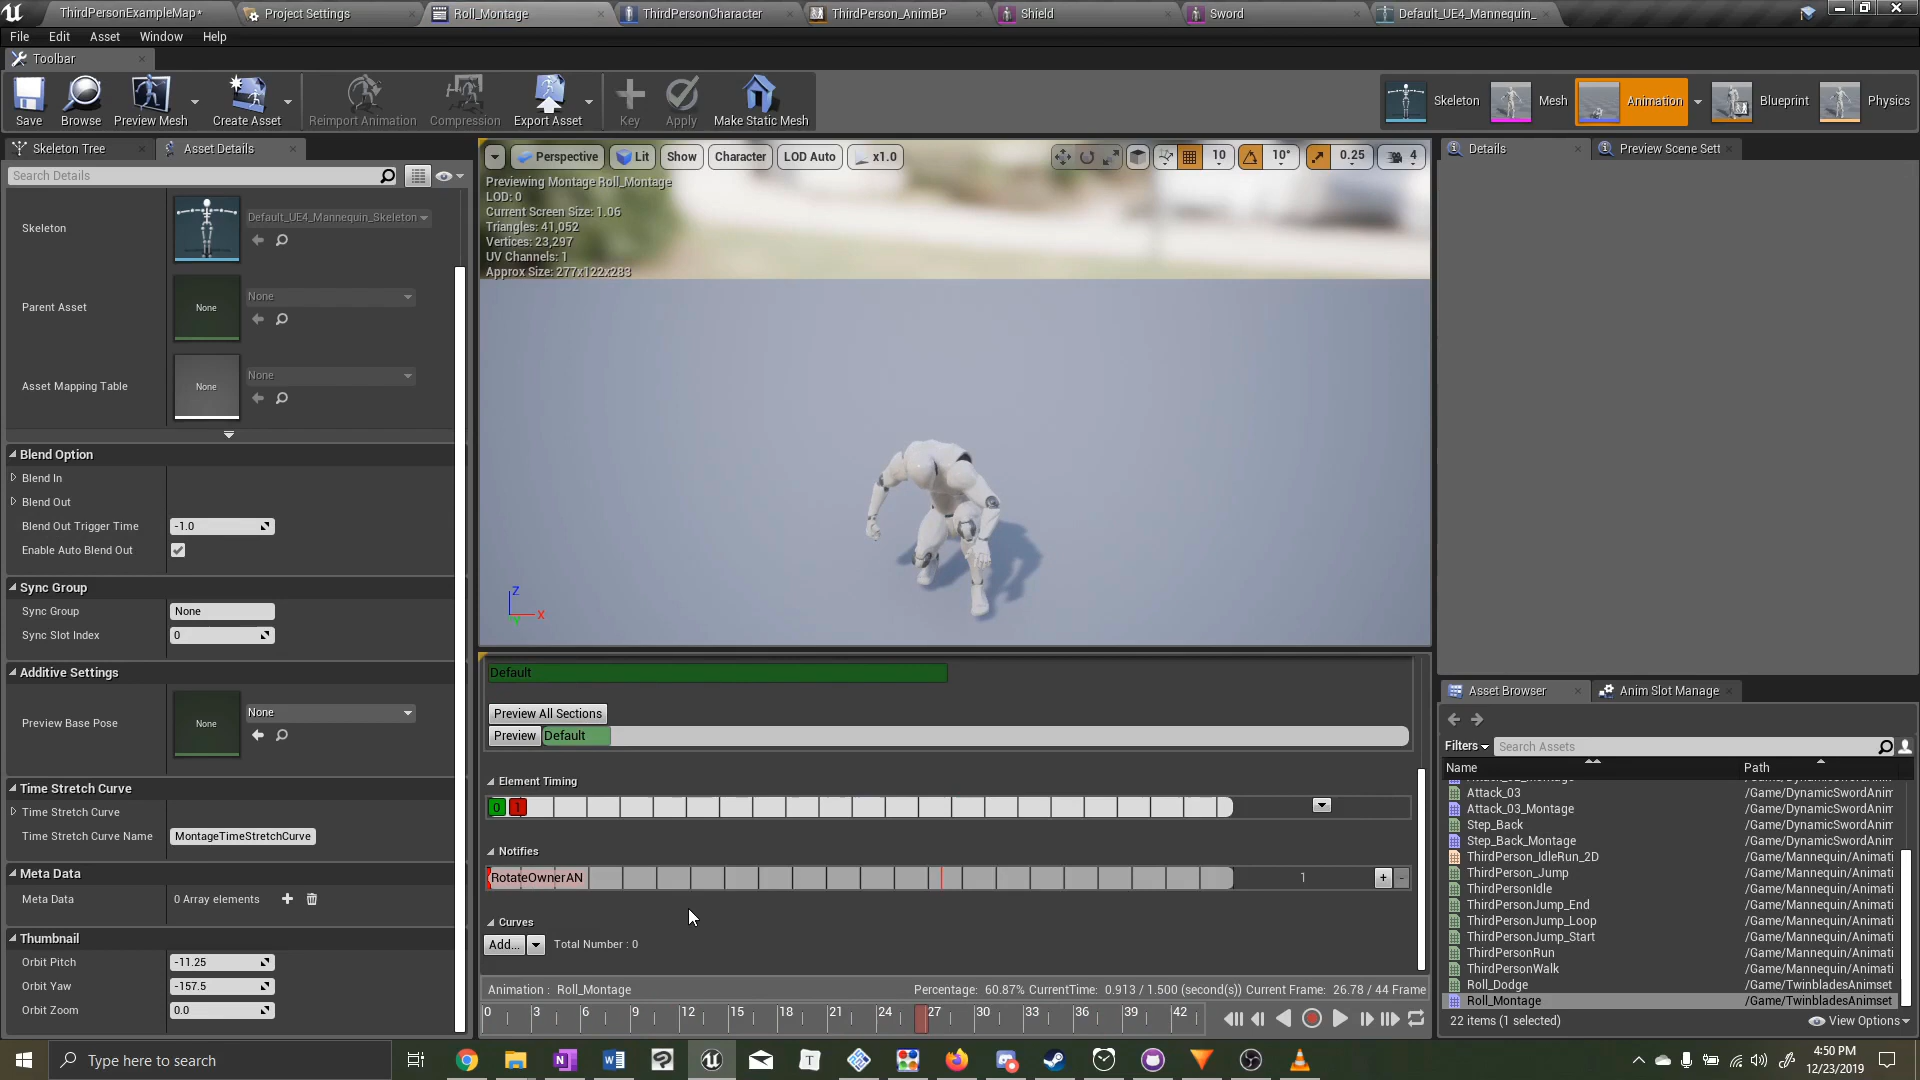 ThirdPersonExampleMap*
Project Settings
Roll_Montage
ThirdPersonCharacter
ThirdPerson_AnimBP
Shield
Sword
Default_UE4_Mannequin_
File
Edit
Asset
Window
Help
Toolbar
Save
Browse
Preview Mesh
Create Asset
Reimport Animation
Compression
Export Asset
Key
Apply
Make Static Mesh
Skeleton
Mesh
Animation
Blueprint
Physics
Skeleton Tree
Asset Details
Search Details
Skeleton
Default_UE4_Mannequin_Skeleton
Parent Asset
None
None
Asset Mapping Table
None
None
Blend Option
Blend In
Blend Out
Blend Out Trigger Time
-1.0
Enable Auto Blend Out
Sync Group
Sync Group
None
Sync Slot Index
0
Additive Settings
Preview Base Pose
None
None
Time Stretch Curve
Time Stretch Curve
Time Stretch Curve Name
MontageTimeStretchCurve
Meta Data
Meta Data
0 Array elements
Thumbnail
Orbit Pitch
-11.25
Orbit Yaw
-157.5
Orbit Zoom
0.0
Perspective
Lit
Show
Character
LOD Auto
x1.0
10
10°
0.25
4
Previewing Montage Roll_Montage
LOD: 0
Current Screen Size: 1.06
Triangles: 41,052
Vertices: 23,297
UV Channels: 1
Approx Size: 277x122x283
Z
X
Y
Default
Preview All Sections
Preview
Default
Element Timing
0
1
Notifies
RotateOwnerAN
1
Curves
Add...
Total Number : 0
Animation : Roll_Montage
Percentage: 60.87% CurrentTime: 0.913 / 1.500 (second(s)) Current Frame: 26.78 / 44 Frame
0 3 6 9 12 15 18 21 24 27 30 33 36 39 42
Details
Preview Scene Sett
Asset Browser
Anim Slot Manage
Filters
Search Assets
Name
Path
/Game/DynamicSwordAnim
Attack_03
/Game/DynamicSwordAnim
Attack_03_Montage
/Game/DynamicSwordAnim
Step_Back
/Game/DynamicSwordAnim
Step_Back_Montage
/Game/DynamicSwordAnim
ThirdPerson_IdleRun_2D
/Game/Mannequin/Animati
ThirdPerson_Jump
/Game/Mannequin/Animati
ThirdPersonIdle
/Game/Mannequin/Animati
ThirdPersonJump_End
/Game/Mannequin/Animati
ThirdPersonJump_Loop
/Game/Mannequin/Animati
ThirdPersonJump_Start
/Game/Mannequin/Animati
ThirdPersonRun
/Game/Mannequin/Animati
ThirdPersonWalk
/Game/Mannequin/Animati
Roll_Dodge
/Game/TwinbladesAnimset
Roll_Montage
/Game/TwinbladesAnimset
22 items (1 selected)
View Options
Type here to search
4:50 PM
12/23/2019